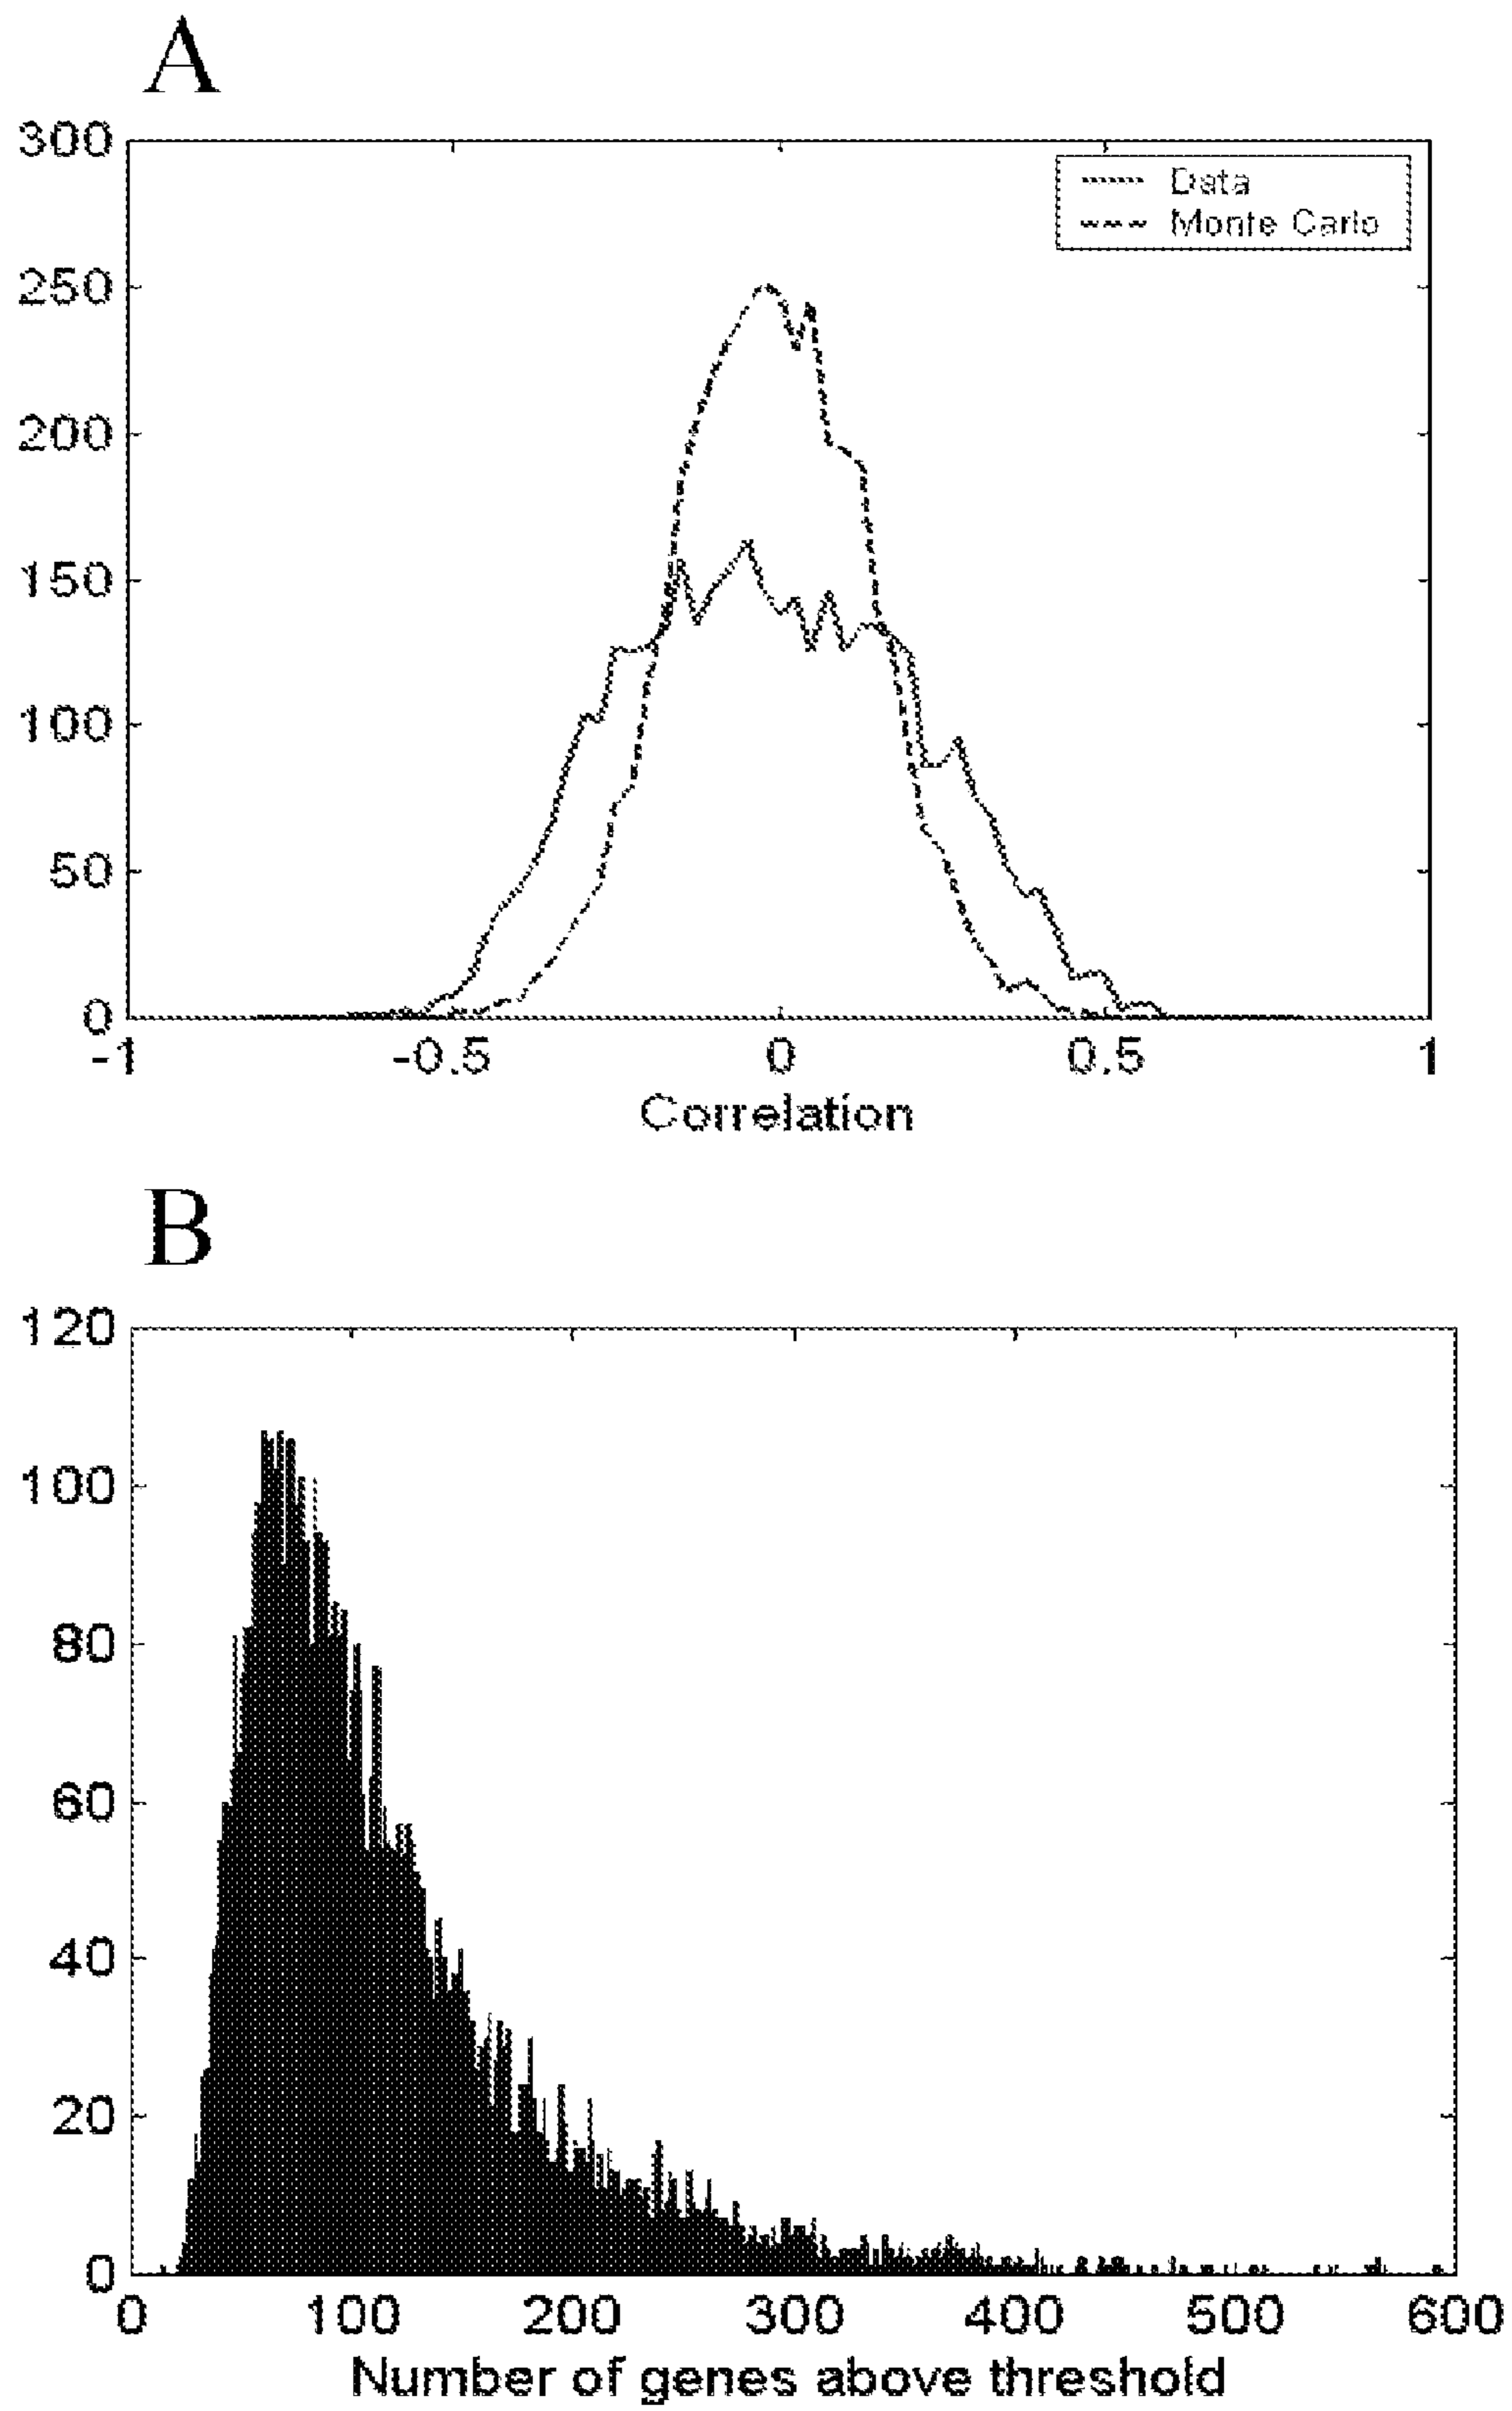 A
300
250
200
150
100
50
0
Data
Monte Carlo
-1 -0.5 0 0.5 1
Correlation
B
120
100
80
60
40
20
0
0 100 200 300 400 500 600
Number of genes above threshold